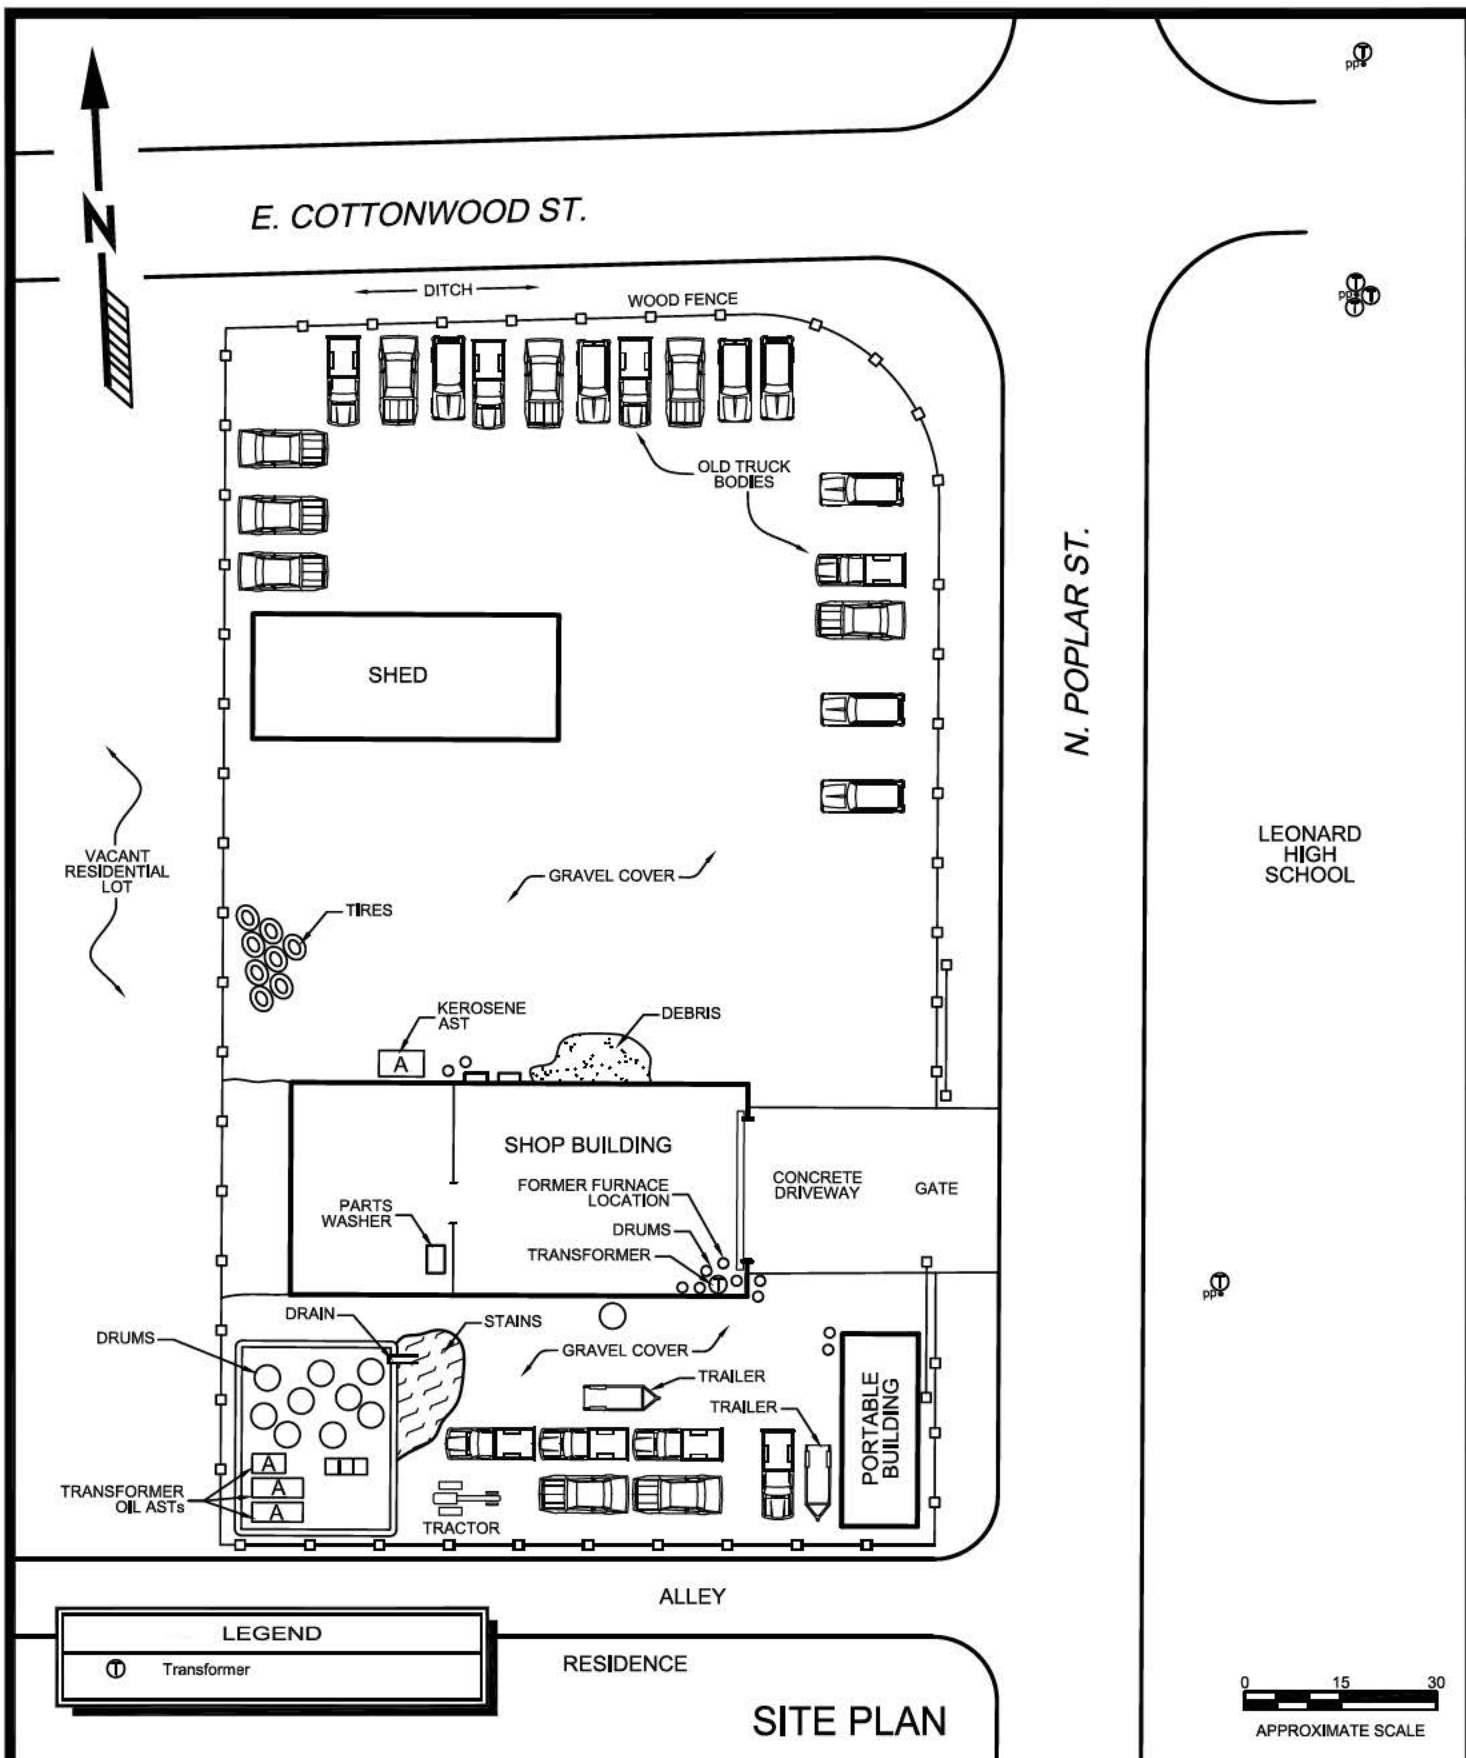 T
pp
N
E. COTTONWOOD ST.
DITCH
WOOD FENCE
T
pp
T
T
OLD TRUCK
BODIES
N. POPLAR ST.
SHED
VACANT
RESIDENTIAL
LOT
LEONARD
HIGH
SCHOOL
GRAVEL COVER
TIRES
KEROSENE
AST
A
DEBRIS
SHOP BUILDING
FORMER FURNACE
LOCATION
CONCRETE
DRIVEWAY
GATE
PARTS
WASHER
DRUMS
TRANSFORMER
T
T
pp
DRAIN
STAINS
DRUMS
GRAVEL COVER
TRAILER
TRAILER
PORTABLE
BUILDING
TRANSFORMER
OIL ASTs
A
A
A
TRACTOR
ALLEY
LEGEND
T Transformer
RESIDENCE
SITE PLAN
0 15 30
APPROXIMATE SCALE